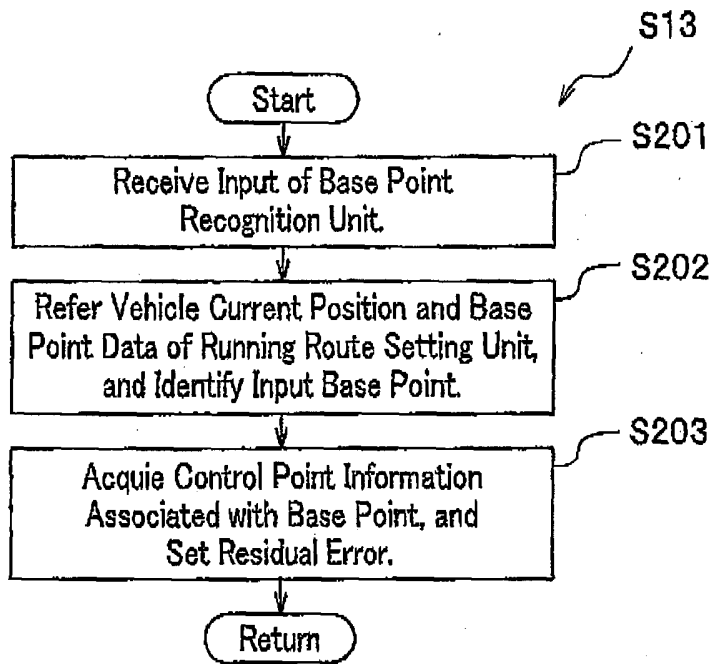 S13
Start
S201
Receive Input of Base Point
Recognition Unit.
S202
Refer Vehicle Current Position and Base
Point Data of Running Route Setting Unit,
and Identify Input Base Point.
S203
Acquie Control Point Information
Associated with Base Point, and
Set Residual Error.
Return